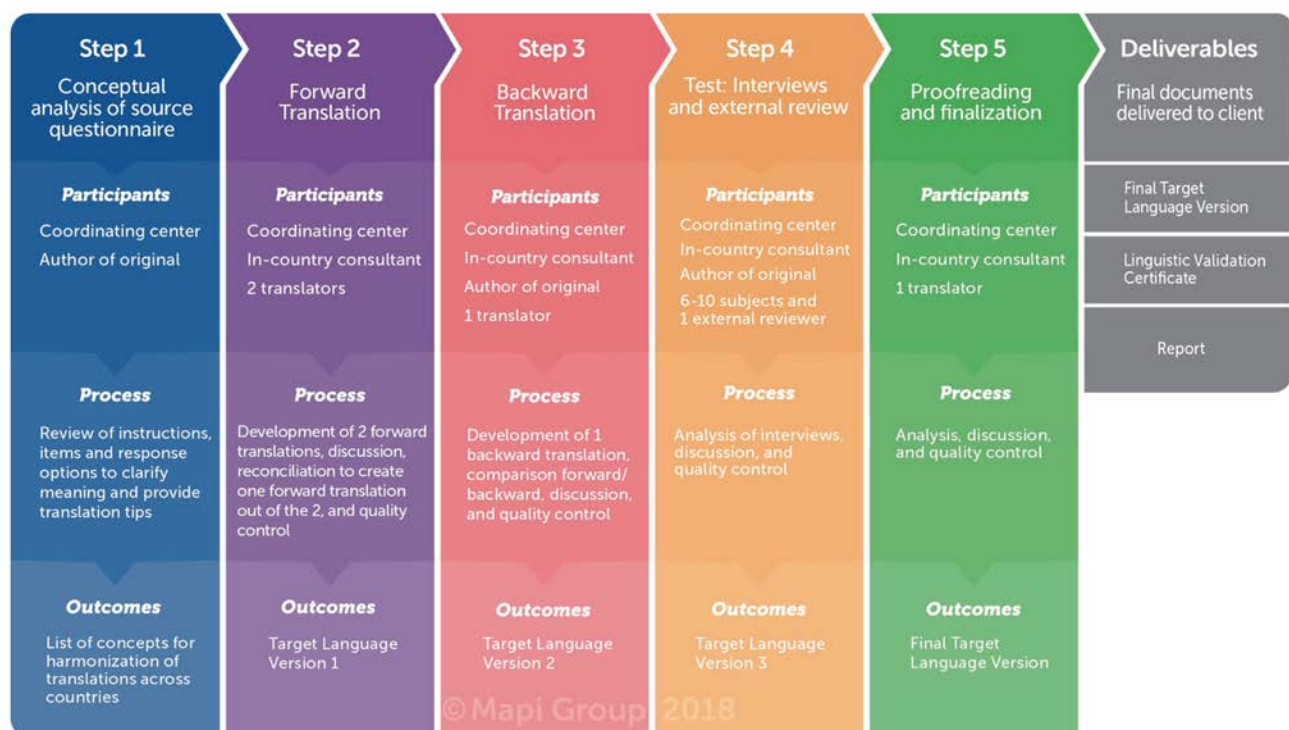 Step 1
Conceptual
analysis of source
questionnaire
Participants
Coordinating center
Author of original
Process
Review of instructions,
items and response
options to clarify
meaning and provide
translation tips
Outcomes
List of concepts for
harmonization of
translations across
countries
Step 2
Forward
Translation
Participants
Coordinating center
In-country consultant
2 translators
Process
Development of 2 forward
translations, discussion,
reconciliation to create
one forward translation
out of the 2, and quality
control
Outcomes
Target Language
Version 1
Step 3
Backward
Translation
Participants
Coordinating center
In-country consultant
Author of original
1 translator
Process
Development of 1
backward translation,
comparison forward/
backward, discussion,
and quality control
Outcomes
Target Language
Version 2
Step 4
Test: Interviews
and external review
Participants
Coordinating center
In-country consultant
Author of original
6-10 subjects and
1 external reviewer
Process
Analysis of interviews,
discussion, and
quality control
Outcomes
Target Language
Version 3
Step 5
Proofreading
and finalization
Participants
Coordinating center
In-country consultant
1 translator
Process
Analysis, discussion,
and quality control
Outcomes
Final Target
Language Version
Deliverables
Final documents
delivered to client
Final Target
Language Version
Linguistic Validation
Certificate
Report
©Mapi Group 2018